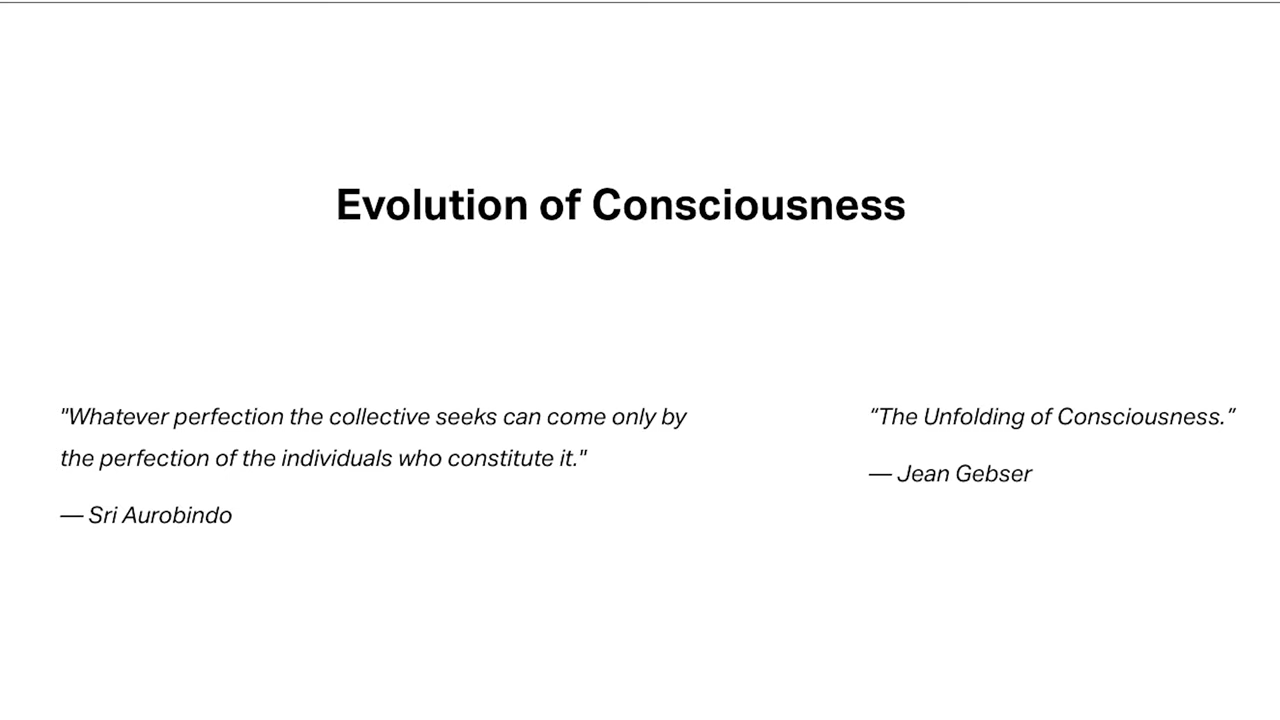 Evolution of Consciousness
"Whatever perfection the collective seeks can come only by
the perfection of the individuals who constitute it."
— Sri Aurobindo
“The Unfolding of Consciousness.”
— Jean Gebser